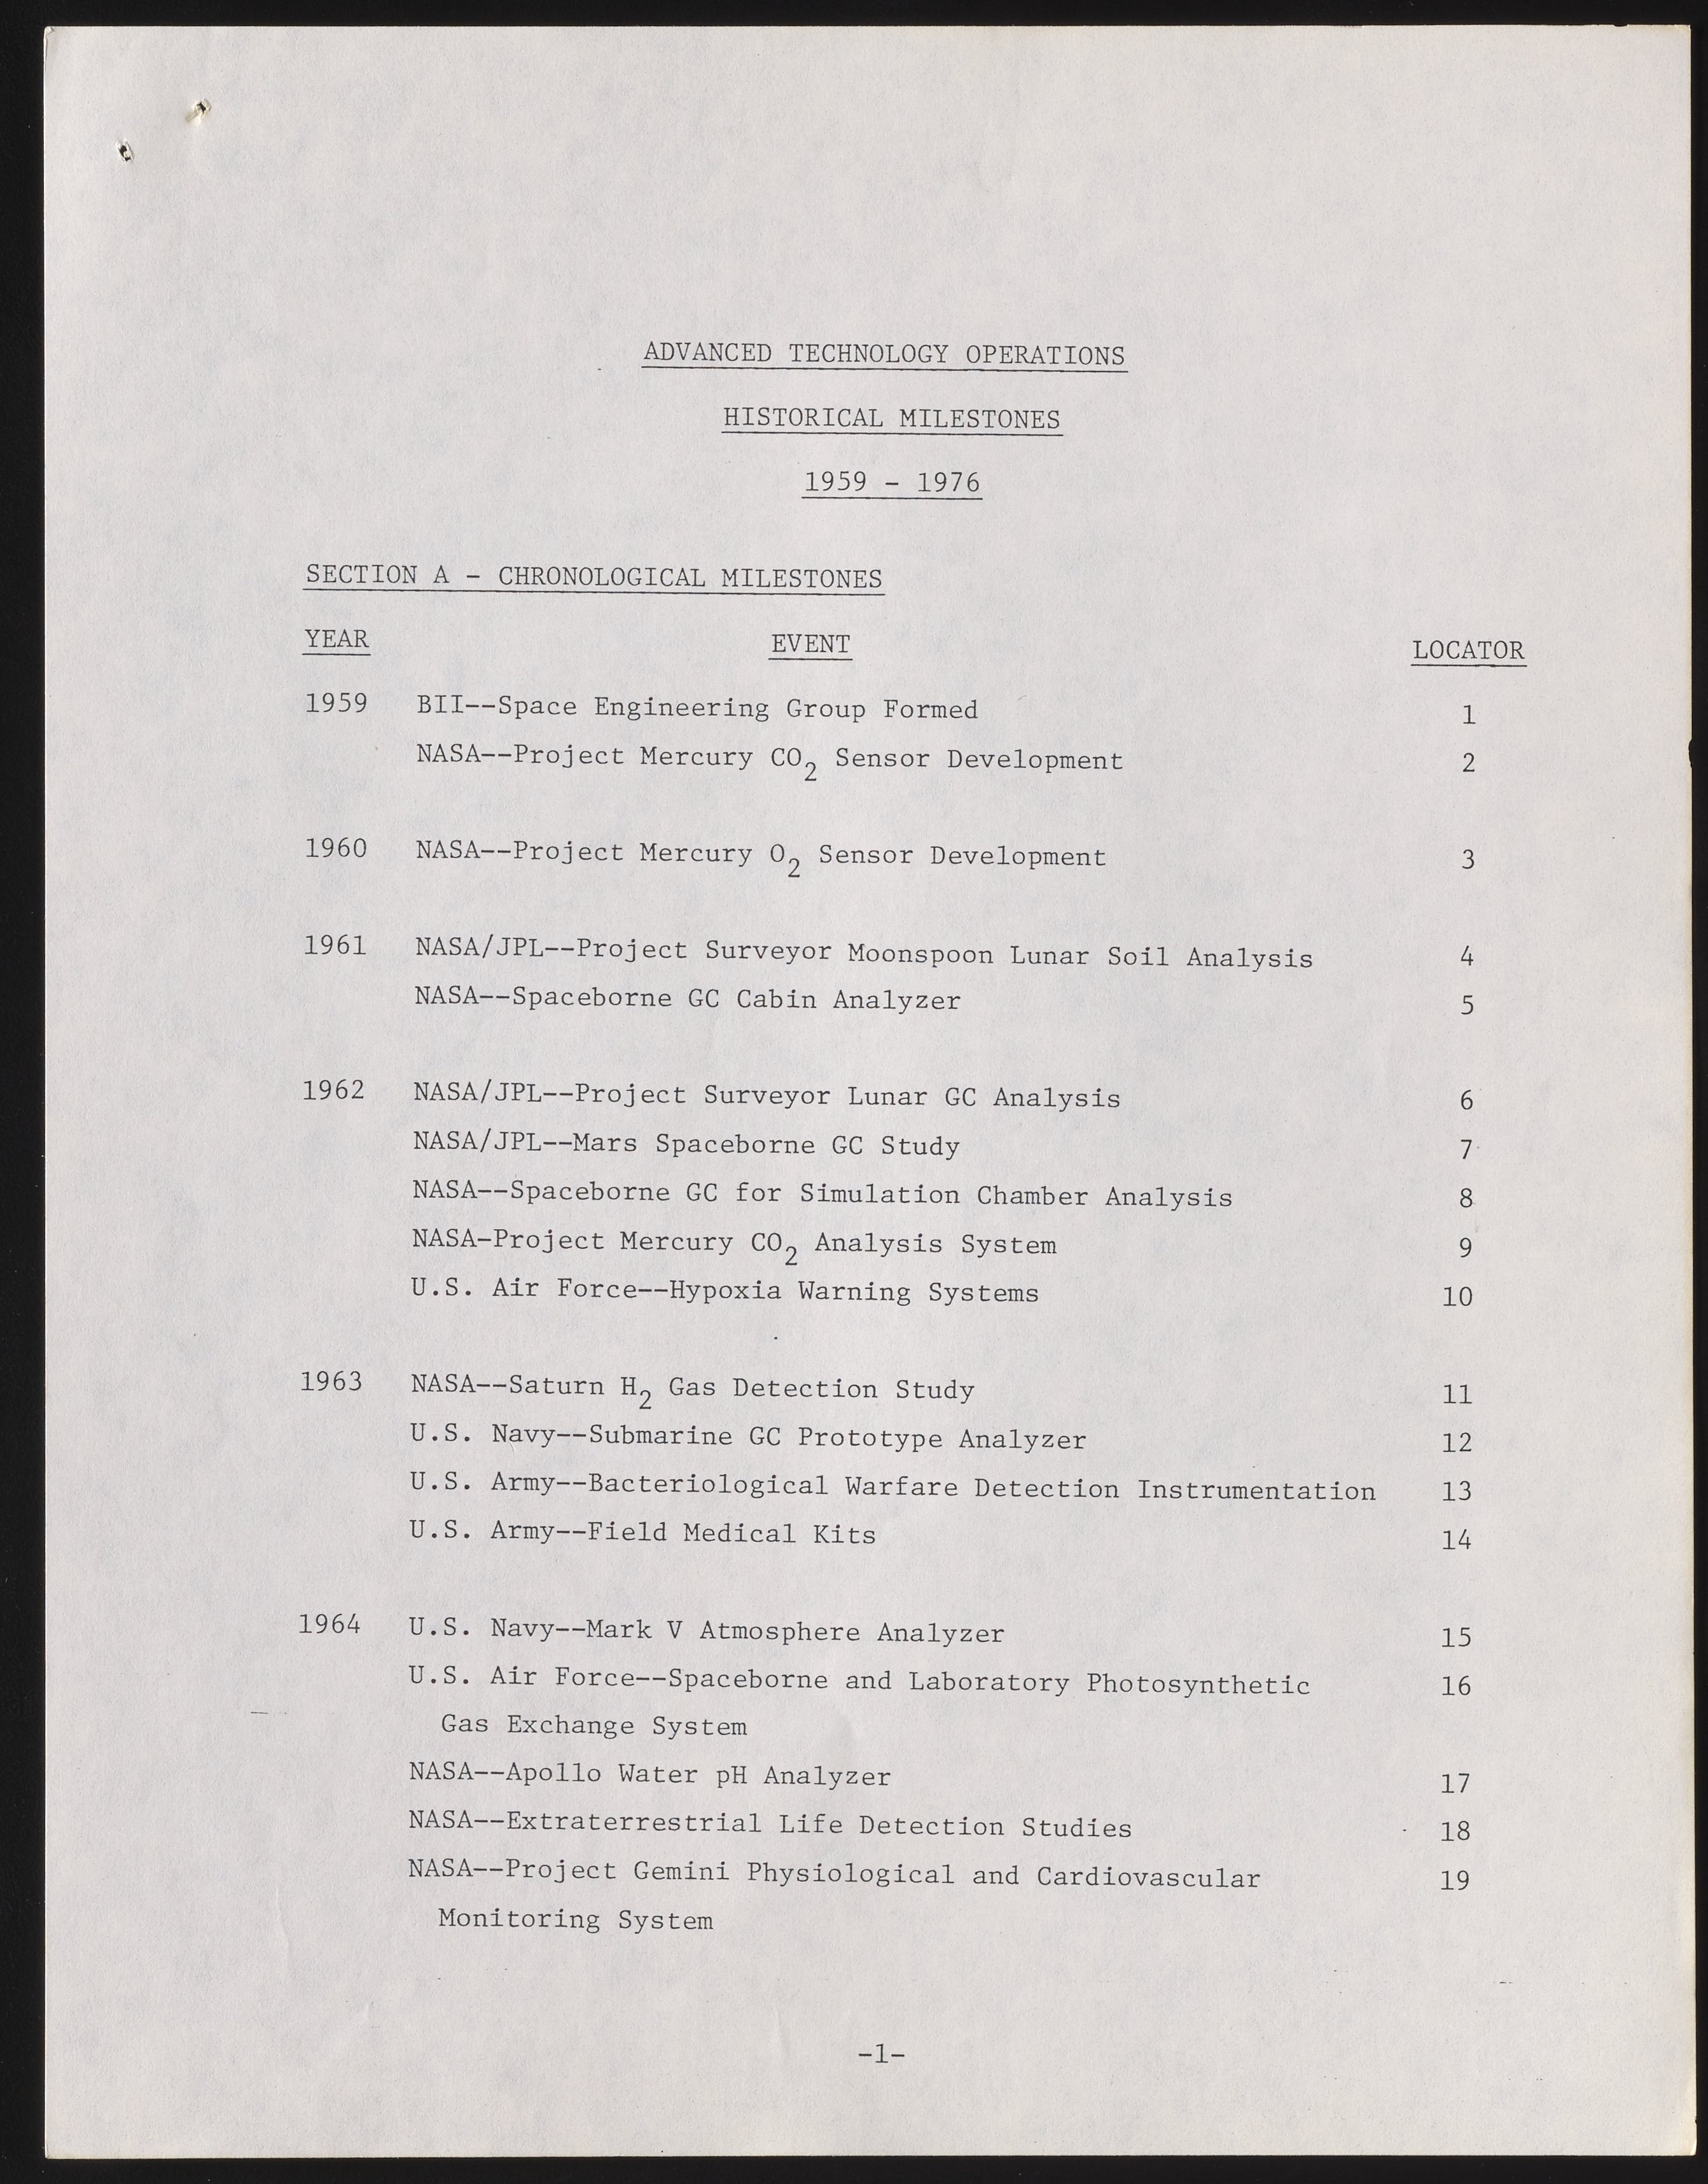 ADVANCED TECHNOLOGY OPERATIONS
HISTORICAL MILESTONES
1959 - 1976
SECTION A - CHRONOLOGICAL MILESTONES
YEAR EVENT LOCATOR
1959 BII--Space Engineering Group Formed 1
NASA--Project Mercury CO2 Sensor Development 2
1960 NASA--Project Mercury O2 Sensor Development 3
1961 NASA/JPL--Project Surveyor Moonspoon Lunar Soil Analysis 4
NASA--Spaceborne GC Cabin Analyzer 5
1962 NASA/JPL--Project Surveyor Lunar GC Analysis 6
NASA/JPL--Mars Spaceborne GC Study 7
NASA--Spaceborne GC for Simulation Chamber Analysis 8
NASA-Project Mercury CO2 Analysis System 9
U.S. Air Force--Hypoxia Warning Systems 10
1963 NASA--Saturn H2 Gas Detection Study 11
U.S. Navy--Submarine GC Prototype Analyzer 12
U.S. Army--Bacteriological Warfare Detection Instrumentation 13
U.S. Army--Field Medical Kits 14
1964 U.S. Navy--Mark V Atmosphere Analyzer 15
U.S. Air Force--Spaceborne and Laboratory Photosynthetic 16
Gas Exchange System
NASA--Apollo Water pH Analyzer 17
NASA--Extraterrestrial Life Detection Studies 18
NASA--Project Gemini Physiological and Cardiovascular 19
Monitoring System
-1-